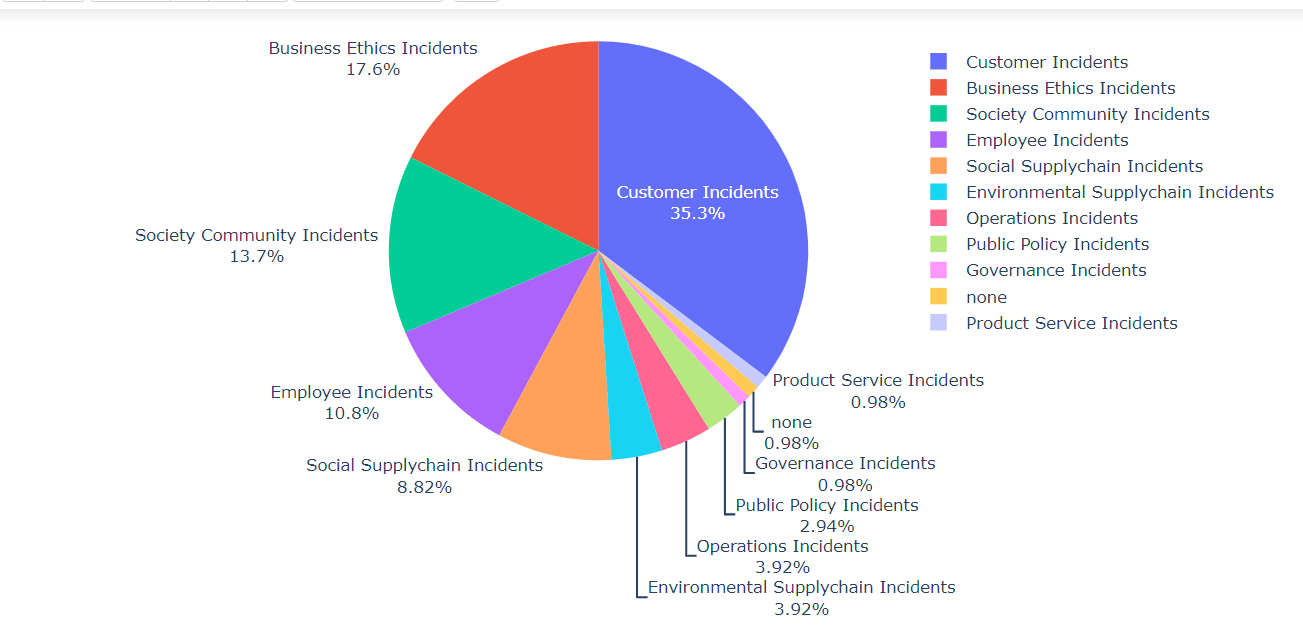 Business Ethics Incidents
17.6%
Customer Incidents
35.3%
Society Community Incidents
13.7%
Employee Incidents
10.8%
Social Supplychain Incidents
8.82%
Product Service Incidents
0.98%
none
0.98%
Governance Incidents
0.98%
Public Policy Incidents
2.94%
Operations Incidents
3.92%
Environmental Supplychain Incidents
3.92%
Customer Incidents
Business Ethics Incidents
Society Community Incidents
Employee Incidents
Social Supplychain Incidents
Environmental Supplychain Incidents
Operations Incidents
Public Policy Incidents
Governance Incidents
none
Product Service Incidents